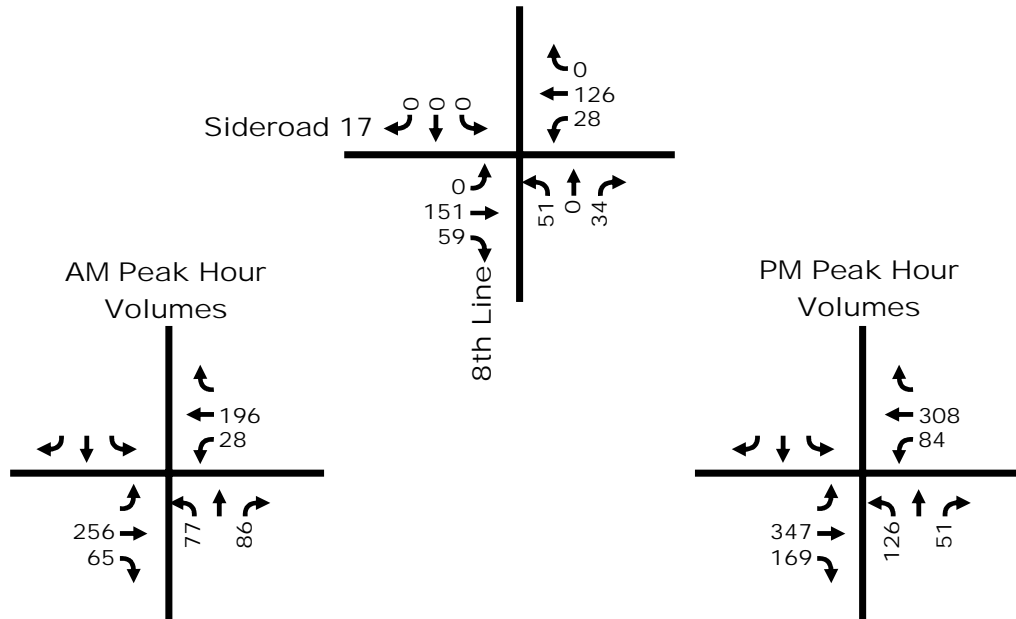 0
126
28
0 0 0
Sideroad 17
0
151
59
51 0 34
8th Line
AM Peak Hour
Volumes
196
28
256
65
77 86
PM Peak Hour
Volumes
308
84
347
169
126 51